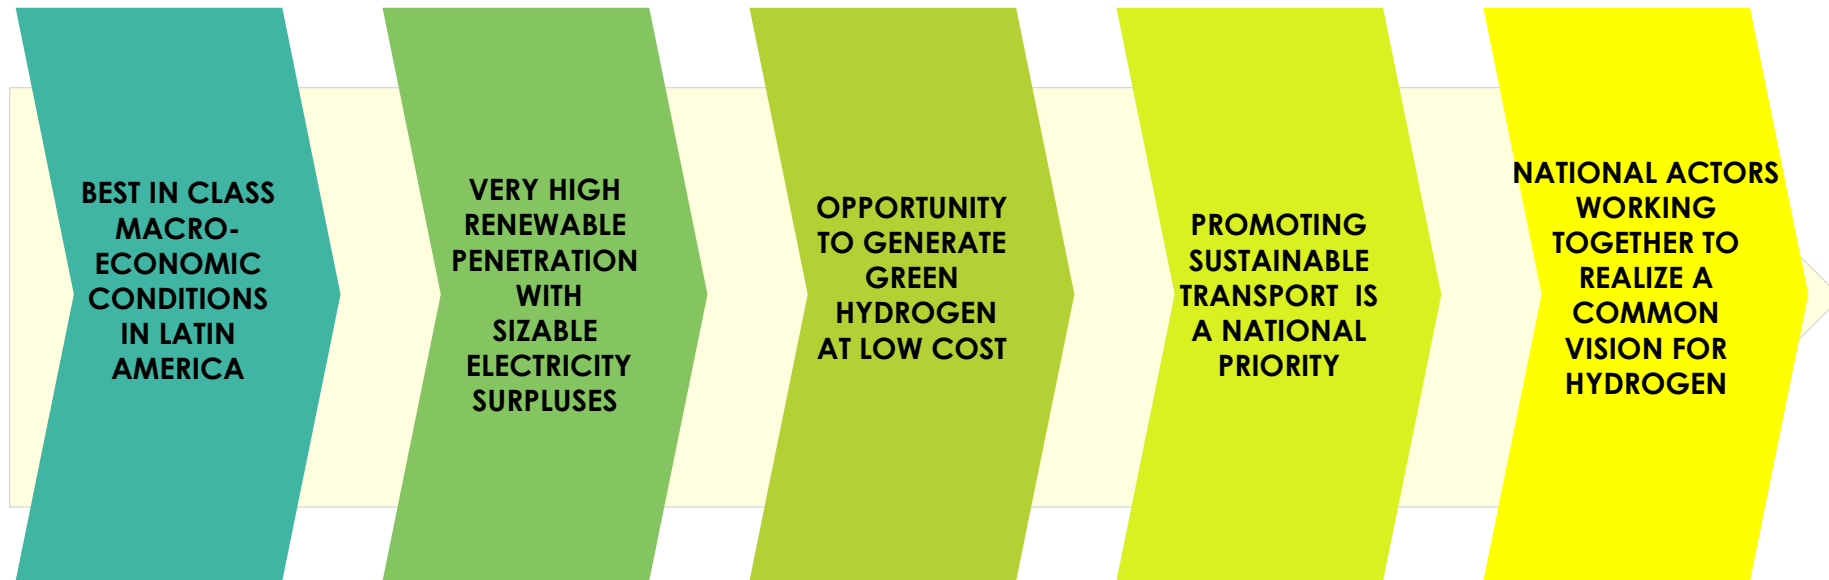 BEST IN CLASS
MACRO-
ECONOMIC
CONDITIONS
IN LATIN
AMERICA
VERY HIGH
RENEWABLE
PENETRATION
WITH
SIZABLE
ELECTRICITY
SURPLUSES
OPPORTUNITY
TO GENERATE
GREEN
HYDROGEN
AT LOW COST
PROMOTING
SUSTAINABLE
TRANSPORT IS
A NATIONAL
PRIORITY
NATIONAL ACTORS
WORKING
TOGETHER TO
REALIZE A
COMMON
VISION FOR
HYDROGEN